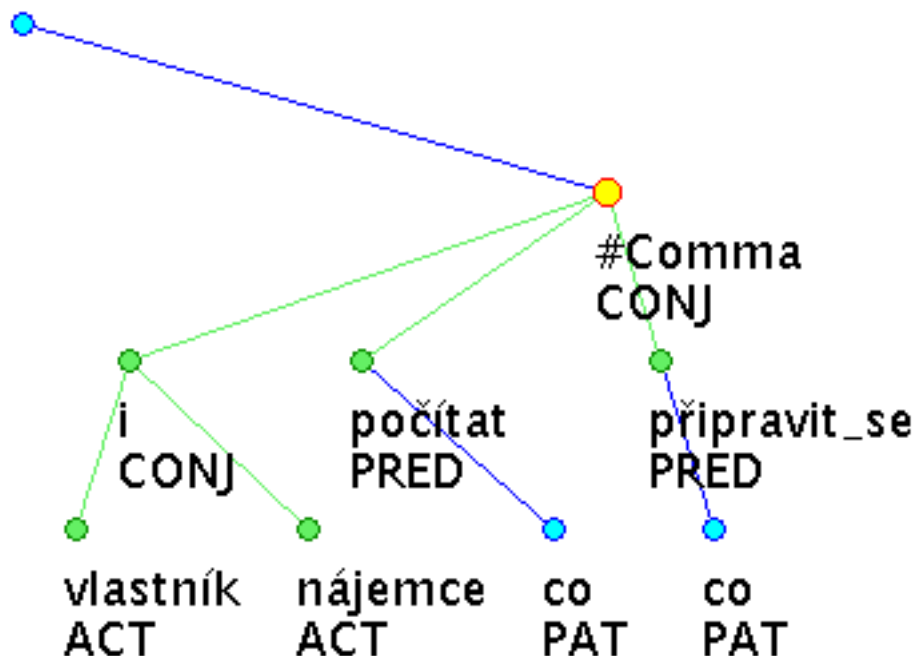 #Comma
CONJ
i
CONJ
počítat
PRED
připravit_se
PRED
vlastník
ACT
nájemce
ACT
co
PAT
co
PAT